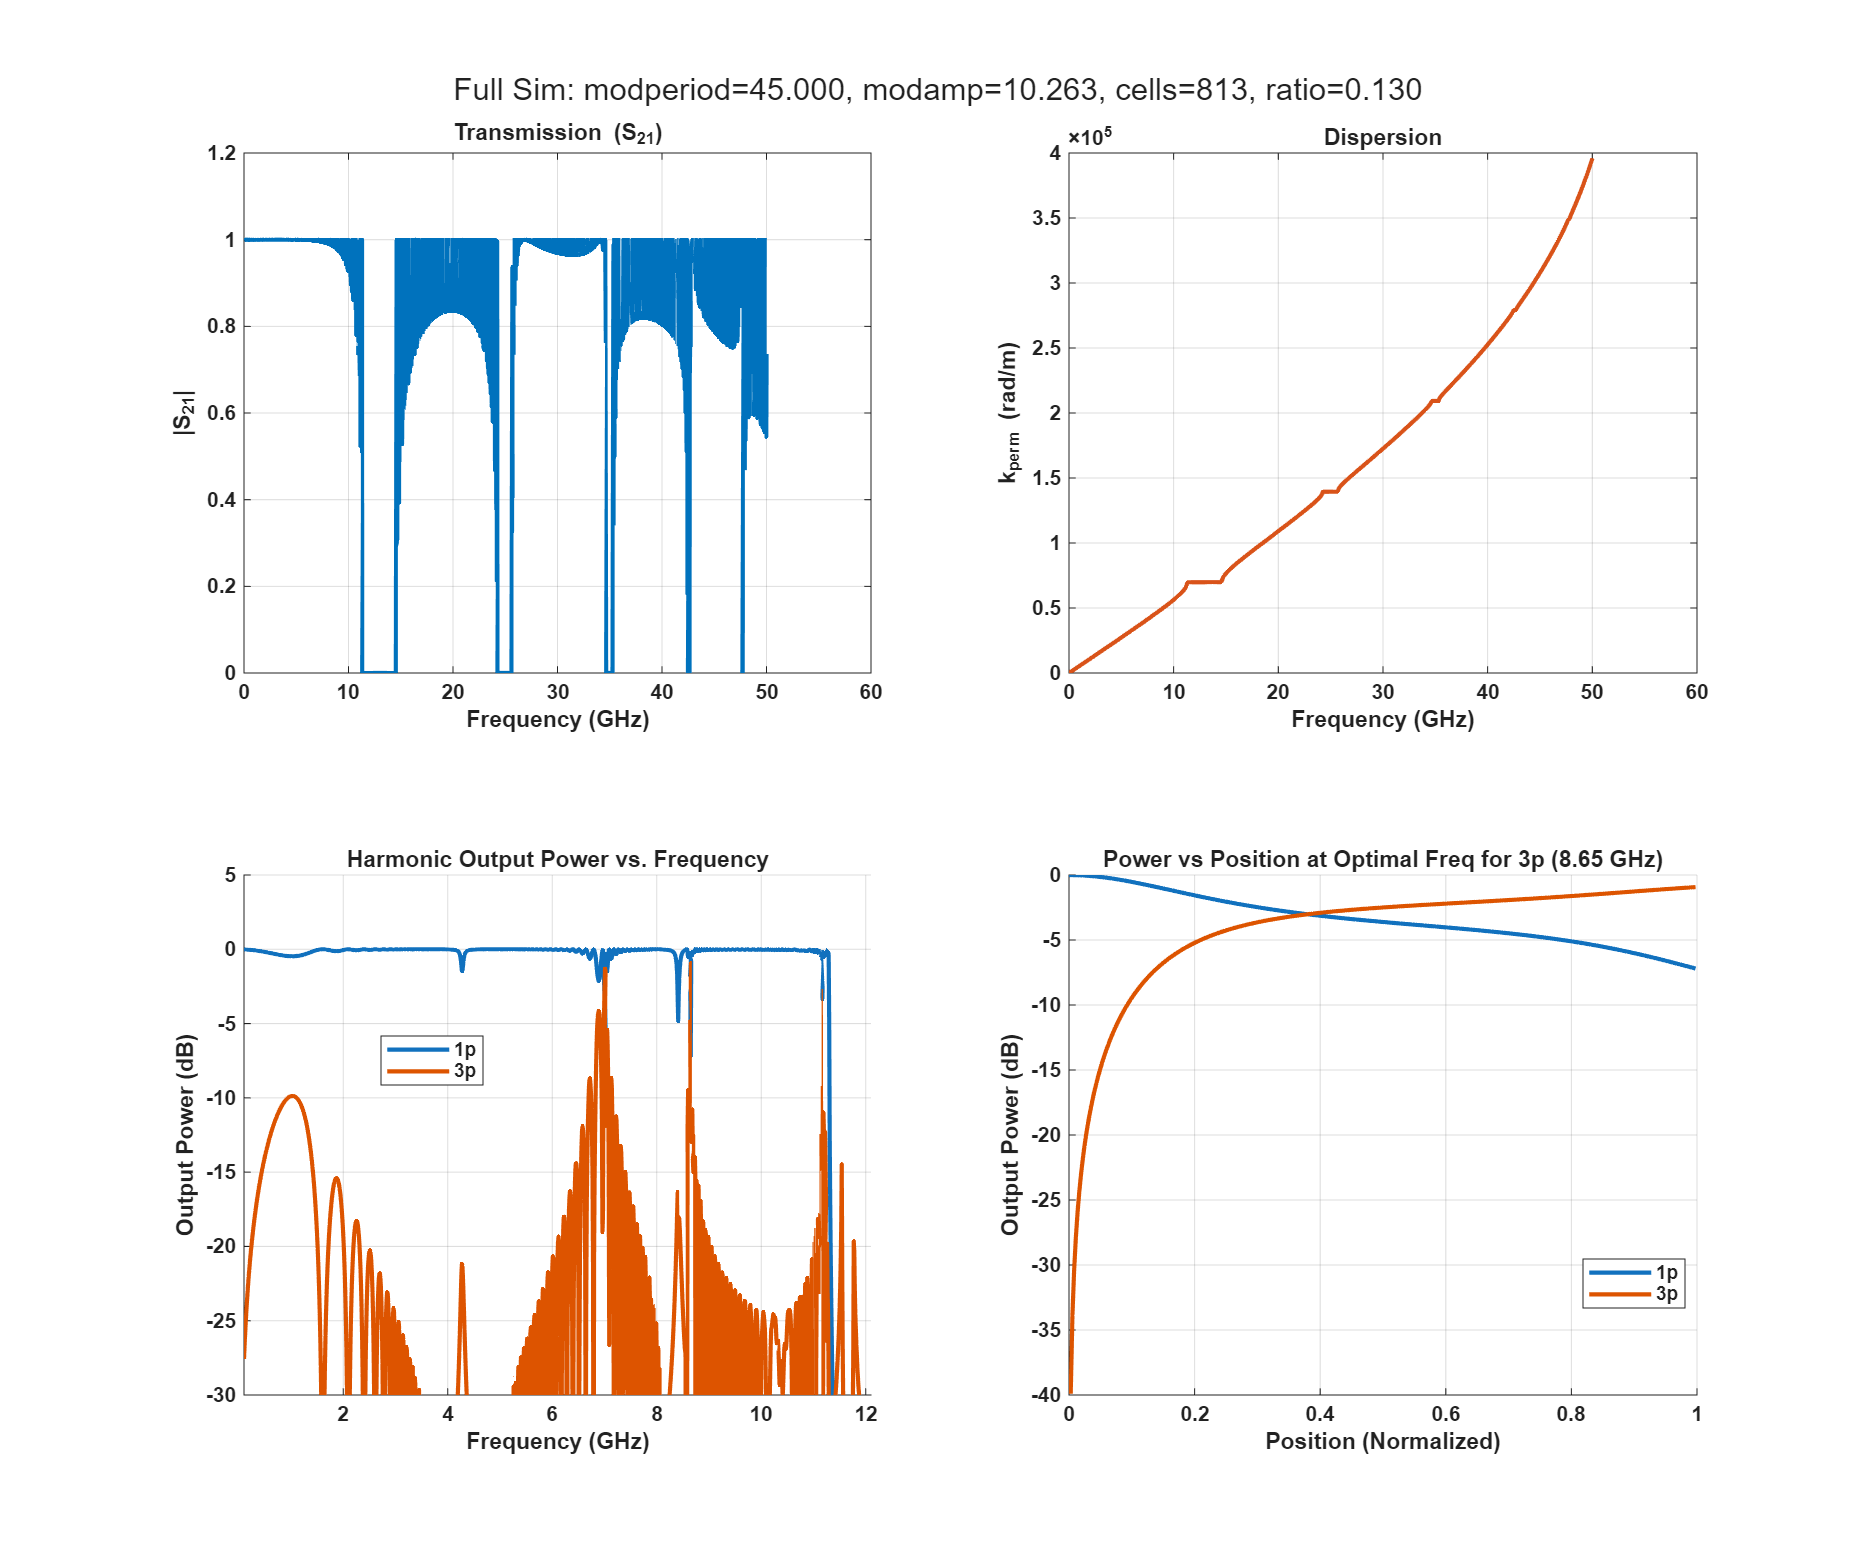 Full Sim: modperiod=45.000, modamp=10.263, cells=813, ratio=0.130
Transmission (S21)
1.2
1
0.8
0.6
0.4
0.2
0
|S21|
0 10 20 30 40 50 60
Frequency (GHz)
×10^5
Dispersion
4
3.5
3
2.5
2
1.5
1
0.5
0
kperm (rad/m)
0 10 20 30 40 50 60
Frequency (GHz)
Harmonic Output Power vs. Frequency
5
0
-5
-10
-15
-20
-25
-30
Output Power (dB)
1p
3p
2 4 6 8 10 12
Frequency (GHz)
Power vs Position at Optimal Freq for 3p (8.65 GHz)
0
-5
-10
-15
-20
-25
-30
-35
-40
Output Power (dB)
1p
3p
0 0.2 0.4 0.6 0.8 1
Position (Normalized)